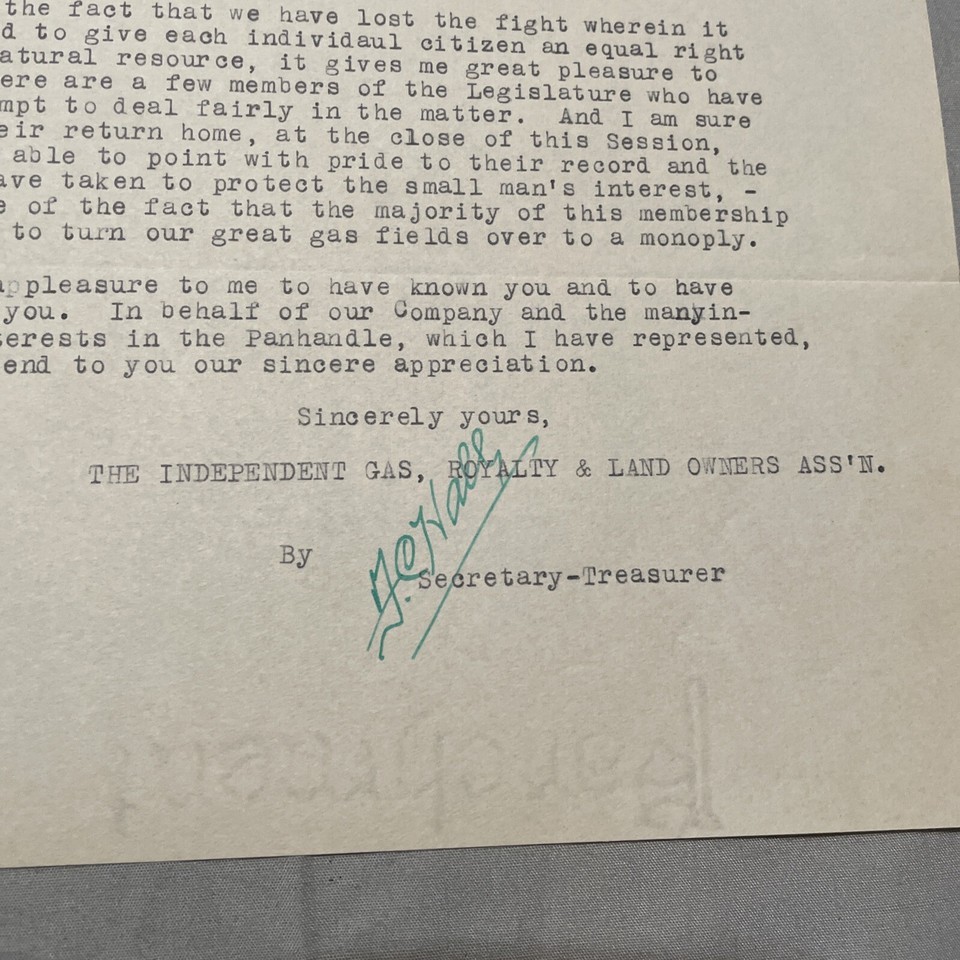 the fact that we have lost the fight wherein it
d to give each individaul citizen an equal right
atural resource, it gives me great pleasure to
ere are a few members of the Legislature who have
mpt to deal fairly in the matter. And I am sure
eir return home, at the close of this Session,
able to point with pride to their record and the
ave taken to protect the small man's interest, -
e of the fact that the majority of this membership
to turn our great gas fields over to a monoply.
appleasure to me to have known you and to have
you. In behalf of our Company and the manyin-
terests in the Panhandle, which I have represented,
end to you our sincere appreciation.
Sincerely yours,
THE INDEPENDENT GAS, ROYALTY & LAND OWNERS ASS'N.
By
Secretary-Treasurer